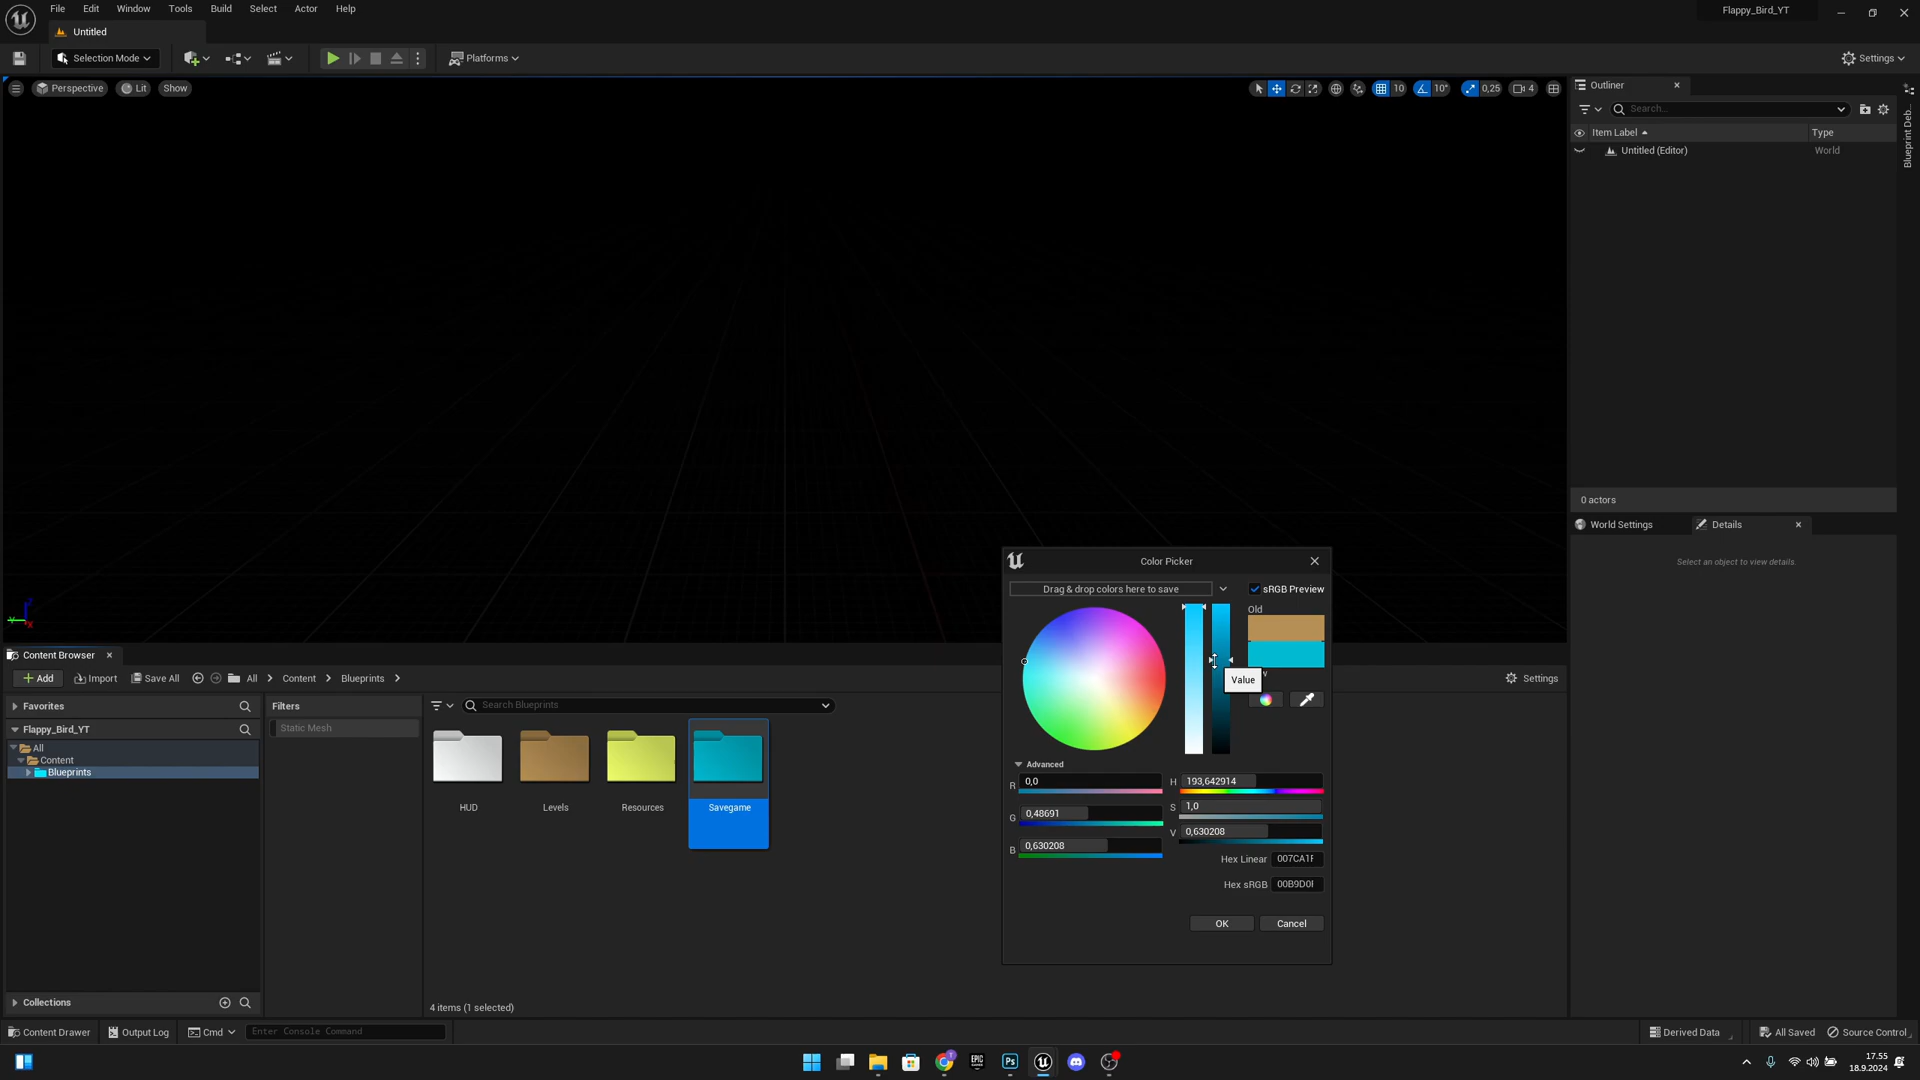 File Edit Window Tools Build Select Actor Help
Flappy_Bird_YT
Untitled
Selection Mode
Platforms
Settings
Perspective Lit Show
10 10° 0,25 4
Outliner
Search...
Item Label Type
Untitled (Editor) World
Blueprint Deb...
0 actors
World Settings Details
Select an object to view details.
Color Picker
Drag & drop colors here to save
sRGB Preview
Old
Value
Advanced
R 0,0
H 193,642914
G 0,48691
S 1,0
B 0,630208
V 0,630208
Hex Linear 007CA1F
Hex sRGB 00B9D0
OK Cancel
Content Browser
Add Import Save All All Content Blueprints
Settings
Favorites
Filters
Search Blueprints
Flappy_Bird_YT
Static Mesh
All
Content
Blueprints
HUD Levels Resources Savegame
Collections
4 items (1 selected)
Content Drawer Output Log Cmd Enter Console Command
Derived Data All Saved Source Control
Ps
EPIC
17.55
18.9.2024